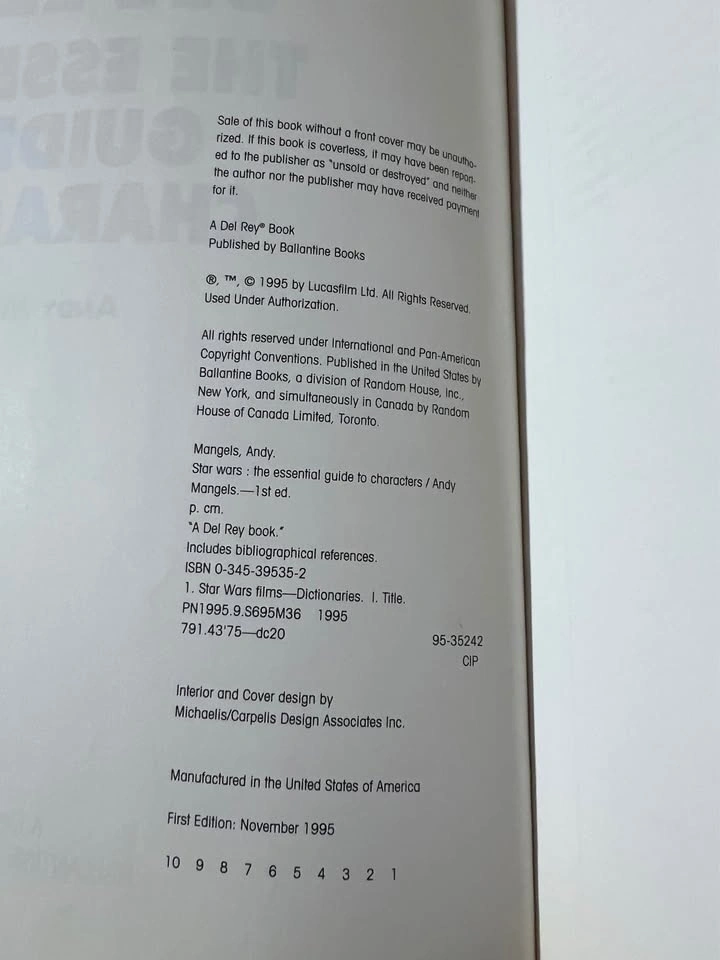 Sale of this book without a front cover may be unautho-
rized. If this book is coverless, it may have been report-
ed to the publisher as "unsold or destroyed" and neither
the author nor the publisher may have received payment
for it.
A Del Rey® Book
Published by Ballantine Books
®, ™, © 1995 by Lucasfilm Ltd. All Rights Reserved.
Used Under Authorization.
All rights reserved under International and Pan-American
Copyright Conventions. Published in the United States by
Ballantine Books, a division of Random House, Inc.,
New York, and simultaneously in Canada by Random
House of Canada Limited, Toronto.
Mangels, Andy.
Star wars : the essential guide to characters / Andy
Mangels.—1st ed.
p. cm.
"A Del Rey book."
Includes bibliographical references.
ISBN 0-345-39535-2
1. Star Wars films—Dictionaries. I. Title.
PN1995.9.S695M36 1995
791.43'75—dc20 95-35242
CIP
Interior and Cover design by
Michaelis/Carpelis Design Associates Inc.
Manufactured in the United States of America
First Edition: November 1995
10 9 8 7 6 5 4 3 2 1